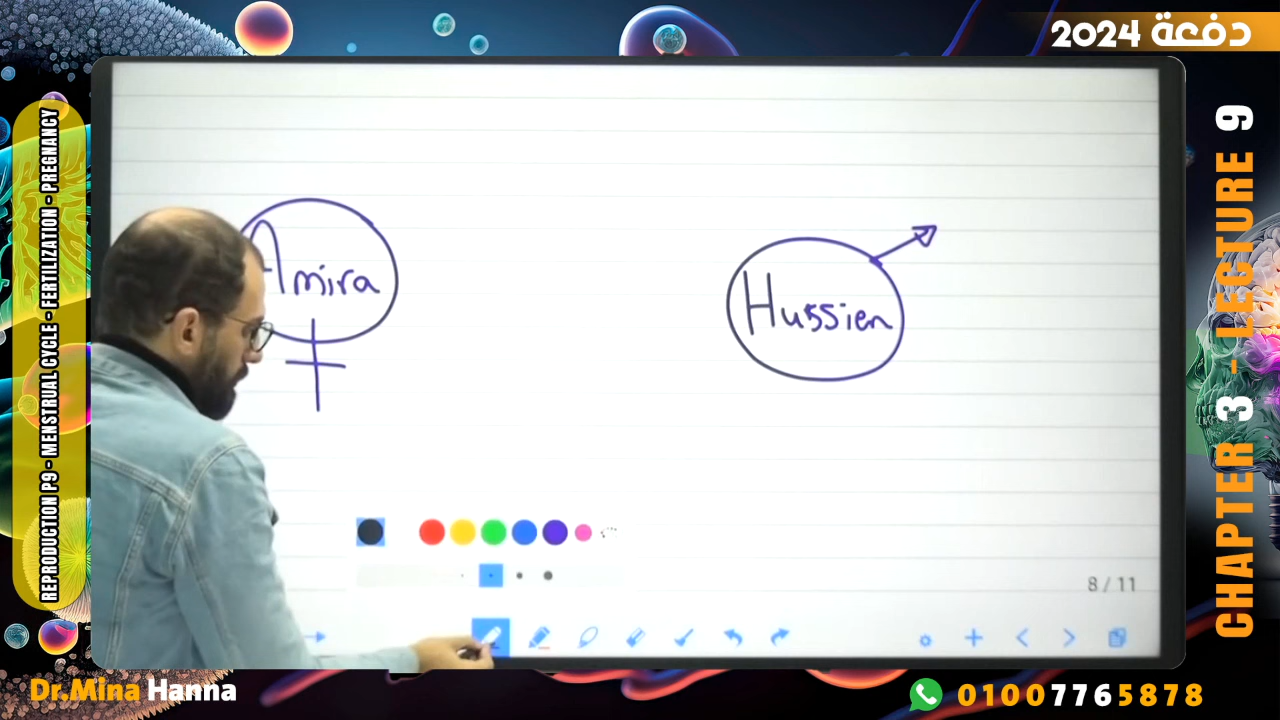 دفعة 2024
REPRODUCTION P9 - MENSTRUAL CYCLE - FERTILIZATION - PREGNANCY
Amira
Hussien
8 / 11
CHAPTER 3 - LECTURE 9
Dr.Mina Hanna
01007765878